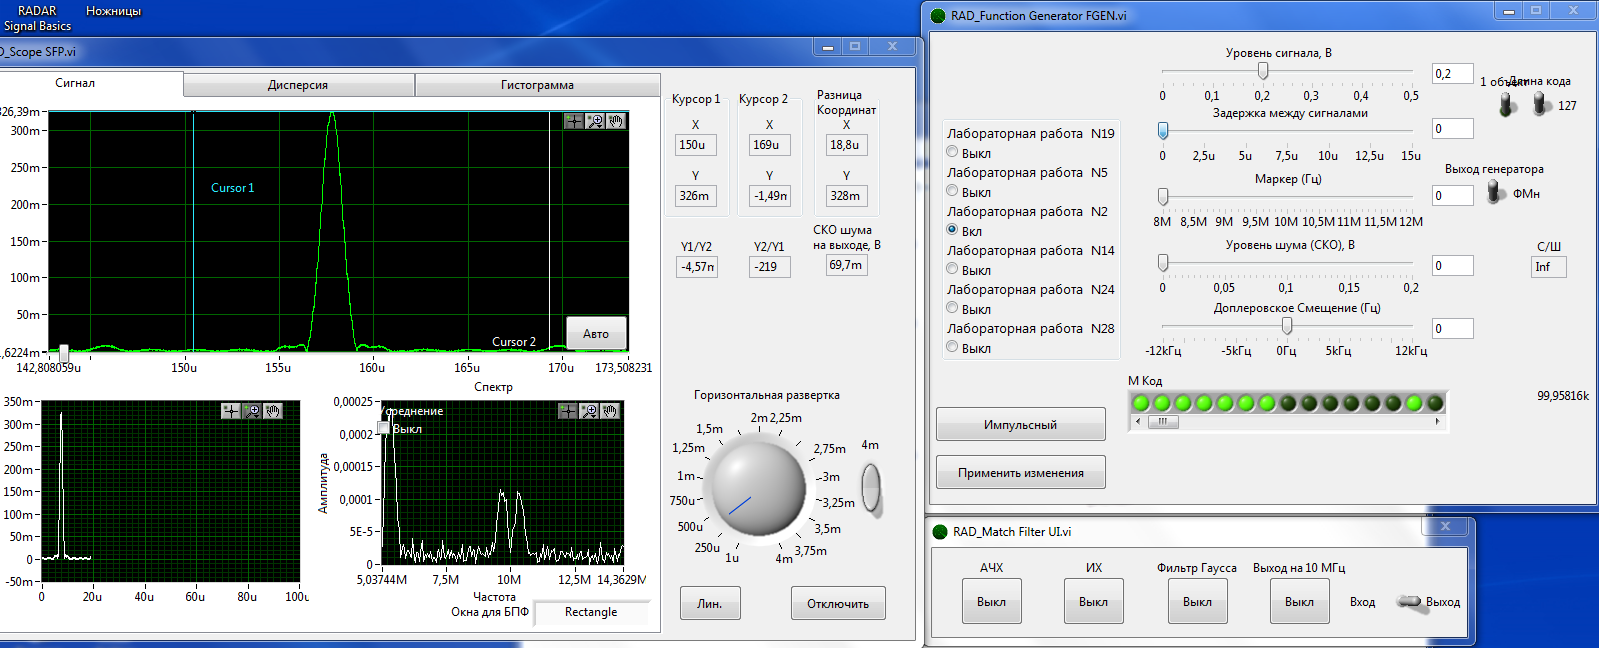 RADAR
Signal Basics
Ножницы
D_Scope SFP.vi
Сигнал
Дисперсия
Гистограмма
326,39m
300m
250m
200m
150m
100m
50m
,6224m
Cursor 1
Cursor 2
Авто
142,808059u
150u
155u
160u
165u
170u
173,508231
Курсор 1
Курсор 2
Разница
Координат
X
X
X
150u
169u
18,8u
Y
Y
Y
326m
-1,49m
328m
СКО шума
на выходе, В
Y1/Y2
Y2/Y1
-4,57m
-219
69,7m
Спектр
350m
300m
250m
200m
150m
100m
50m
0
-50m
0
20u
40u
60u
80u
100u
Амплитуда
0,00025
0,0002
0,00015
0,0001
5E-5
0
Усреднение
Выкл
5,03744M
7,5M
10M
12,5M
14,3629M
Частота
Окна для БПФ
Rectangle
Горизонтальная развертка
1u
250u
500u
750u
1m
1,25m
1,5m
2m
2,25m
2,75m
3m
3,25m
3,5m
3,75m
4m
4m
Лин.
Отключить
RAD_Function Generator FGEN.vi
Лабораторная работа N19
Выкл
Лабораторная работа N5
Выкл
Лабораторная работа N2
Вкл
Лабораторная работа N14
Выкл
Лабораторная работа N24
Выкл
Лабораторная работа N28
Выкл
Импульсный
Применить изменения
Уровень сигнала, В
0,2
0
0,1
0,2
0,3
0,4
0,5
Задержка между сигналами
0
0
2,5u
5u
7,5u
10u
12,5u
15u
Маркер (Гц)
0
8M
8,5M
9M
9,5M
10M
10,5M
11M
11,5M
12M
Уровень шума (СКО), В
0
0
0,05
0,1
0,15
0,2
Доплеровское Смещение (Гц)
0
-12кГц
-5кГц
0Гц
5кГц
12кГц
1 объект
Длина кода
127
Выход генератора
ФМн
С/Ш
Inf
М Код
99,95816k
RAD_Match Filter UI.vi
АЧХ
ИХ
Фильтр Гаусса
Выход на 10 МГц
Выкл
Выкл
Выкл
Выкл
Вход
Выход